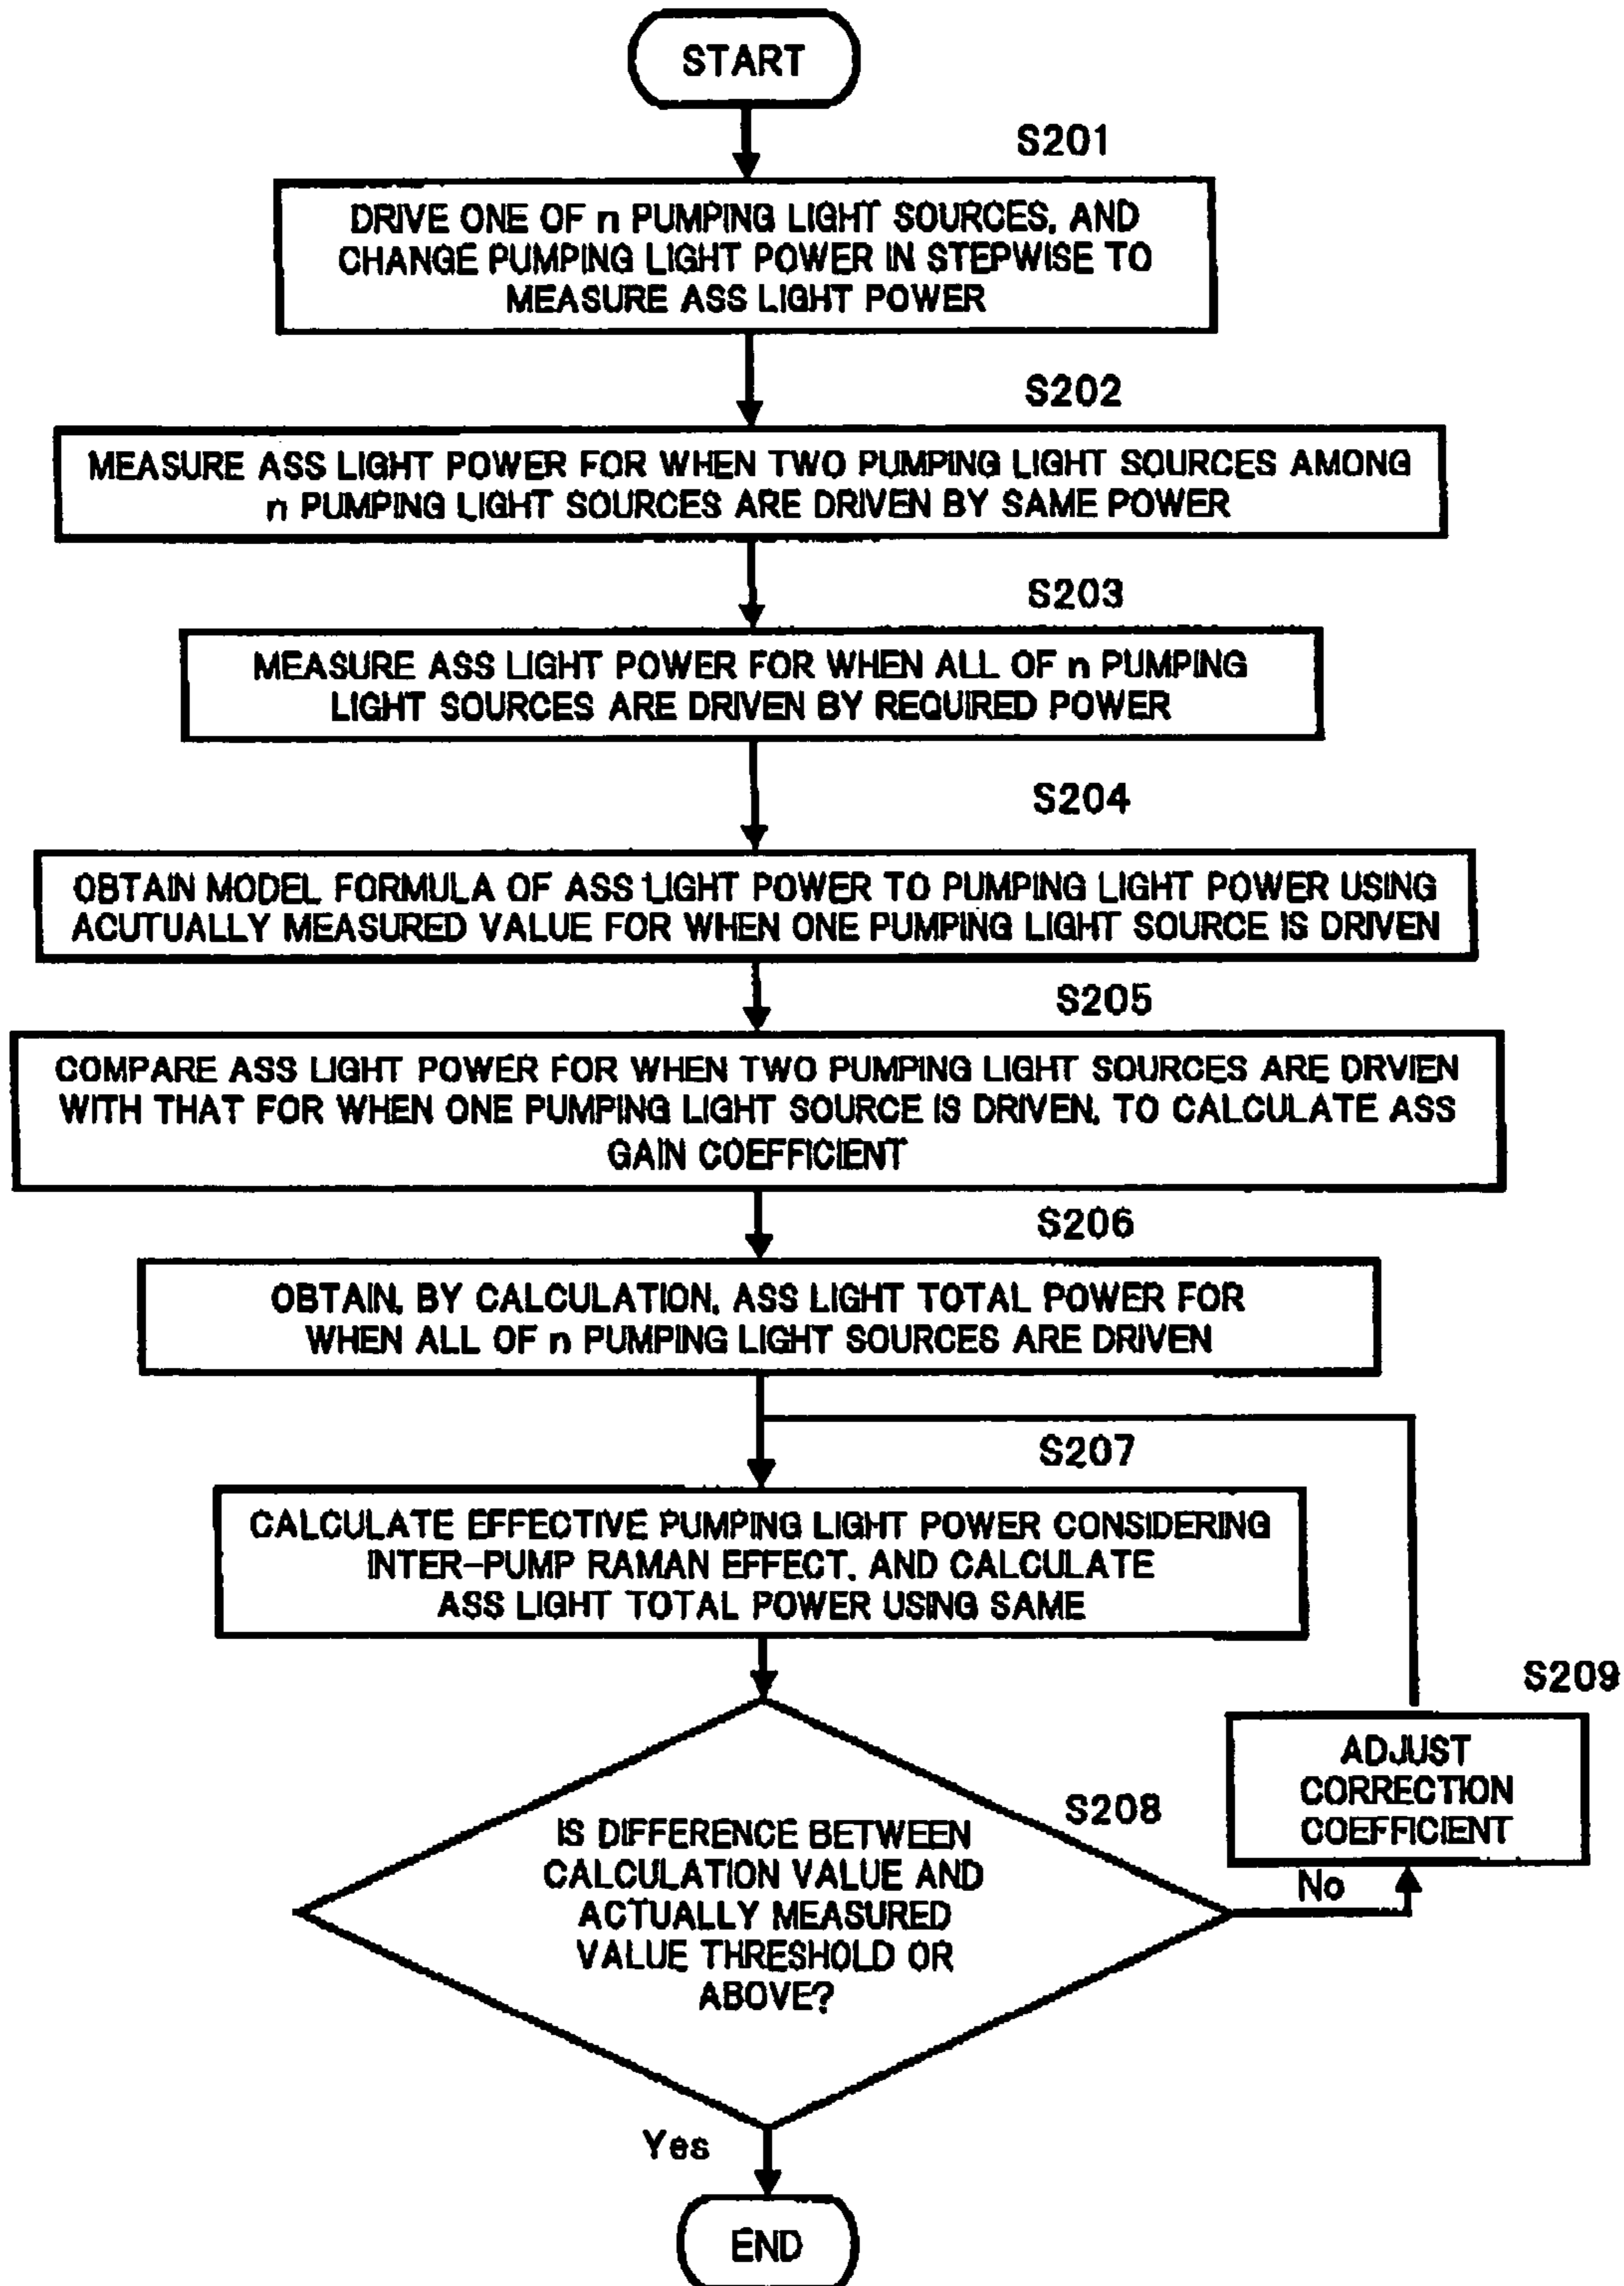 START
S201
DRIVE ONE OF n PUMPING LIGHT SOURCES, AND
CHANGE PUMPING LIGHT POWER IN STEPWISE TO
MEASURE ASS LIGHT POWER
S202
MEASURE ASS LIGHT POWER FOR WHEN TWO PUMPING LIGHT SOURCES AMONG
n PUMPING LIGHT SOURCES ARE DRIVEN BY SAME POWER
S203
MEASURE ASS LIGHT POWER FOR WHEN ALL OF n PUMPING
LIGHT SOURCES ARE DRIVEN BY REQUIRED POWER
S204
OBTAIN MODEL FORMULA OF ASS LIGHT POWER TO PUMPING LIGHT POWER USING
ACUTUALLY MEASURED VALUE FOR WHEN ONE PUMPING LIGHT SOURCE IS DRIVEN
S205
COMPARE ASS LIGHT POWER FOR WHEN TWO PUMPING LIGHT SOURCES ARE DRVIEN
WITH THAT FOR WHEN ONE PUMPING LIGHT SOURCE IS DRIVEN, TO CALCULATE ASS
GAIN COEFFICIENT
S206
OBTAIN, BY CALCULATION, ASS LIGHT TOTAL POWER FOR
WHEN ALL OF n PUMPING LIGHT SOURCES ARE DRIVEN
S207
CALCULATE EFFECTIVE PUMPING LIGHT POWER CONSIDERING
INTER-PUMP RAMAN EFFECT, AND CALCULATE
ASS LIGHT TOTAL POWER USING SAME
S209
ADJUST
CORRECTION
COEFFICIENT
S208
IS DIFFERENCE BETWEEN
CALCULATION VALUE AND
ACTUALLY MEASURED
VALUE THRESHOLD OR
ABOVE?
No
Yes
END